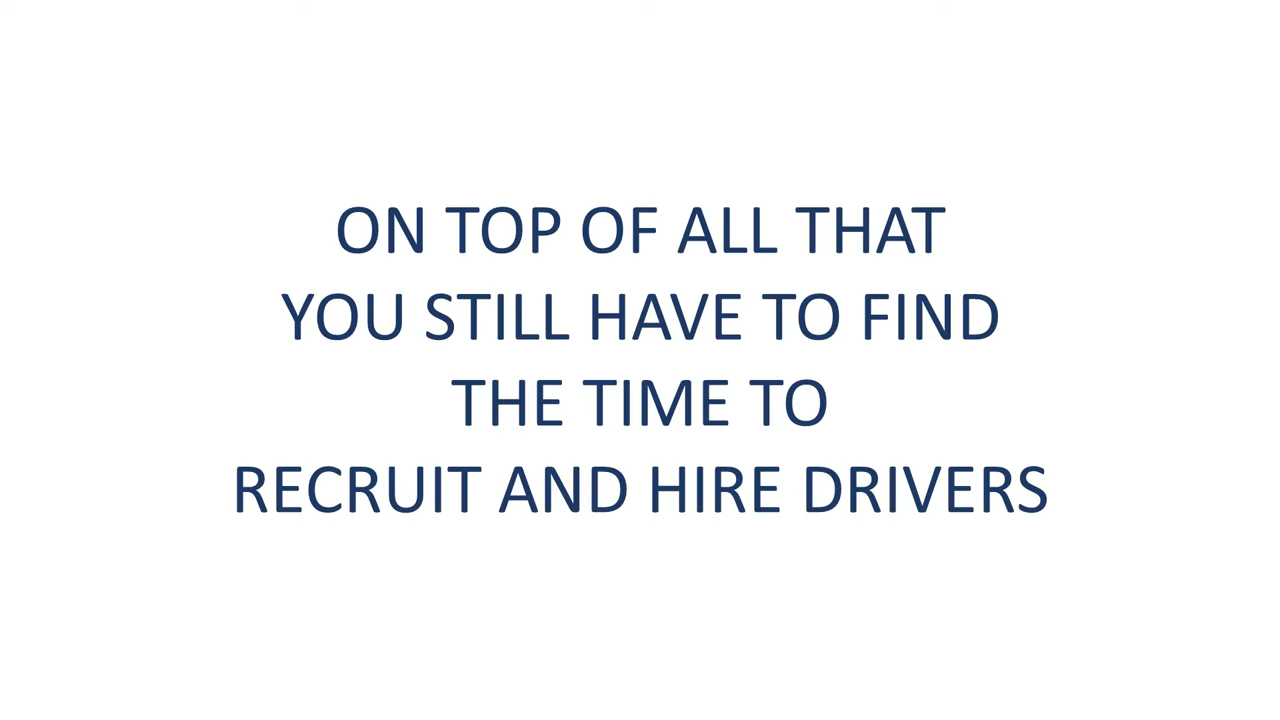 ON TOP OF ALL THAT
YOU STILL HAVE TO FIND
THE TIME TO
RECRUIT AND HIRE DRIVERS